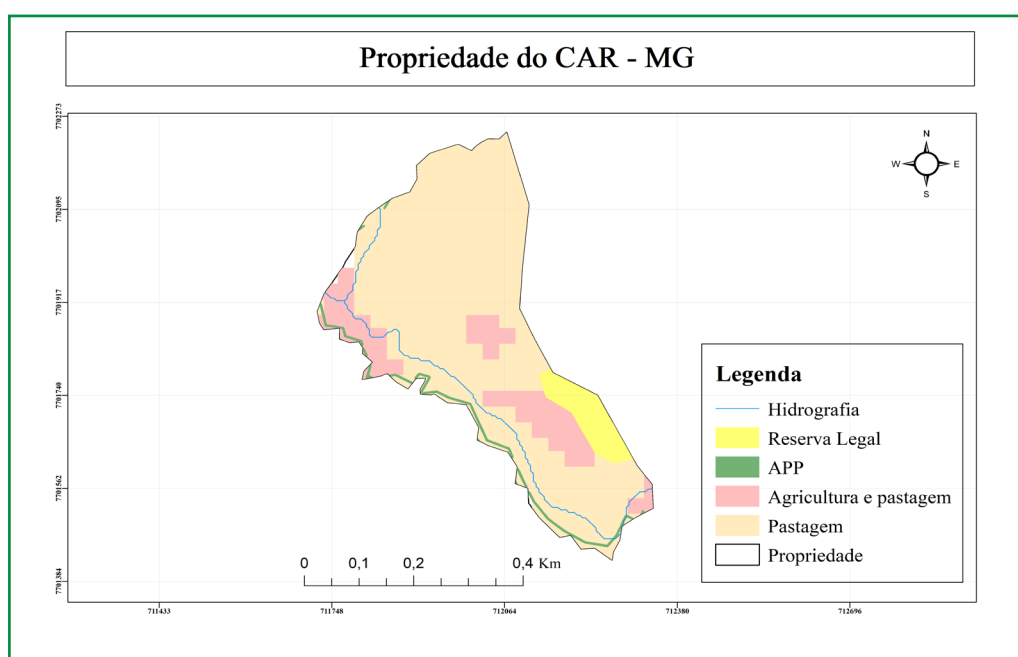 Propriedade do CAR - MG
7702273
7702095
7701917
7701740
7701562
7701384
N
W E
S
Legenda
Hidrografia
Reserva Legal
APP
Agricultura e pastagem
Pastagem
Propriedade
0 0,1 0,2 0,4 Km
711433 711748 712064 712380 712696